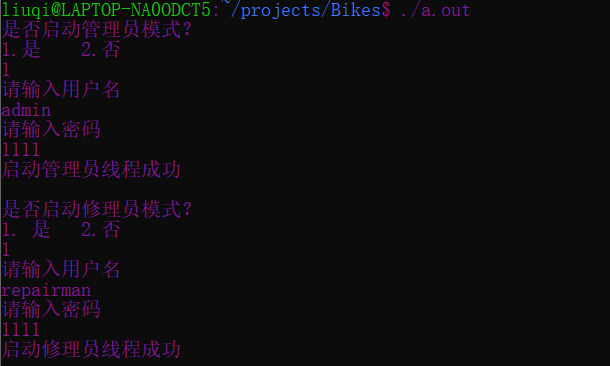 liuqi@LAPTOP-NA00DCT5:~/projects/Bikes$ ./a.out
是否启动管理员模式?
1.是 2.否
1
请输入用户名
admin
请输入密码
1111
启动管理员线程成功
是否启动修理员模式?
1. 是 2.否
1
请输入用户名
repairman
请输入密码
1111
启动修理员线程成功